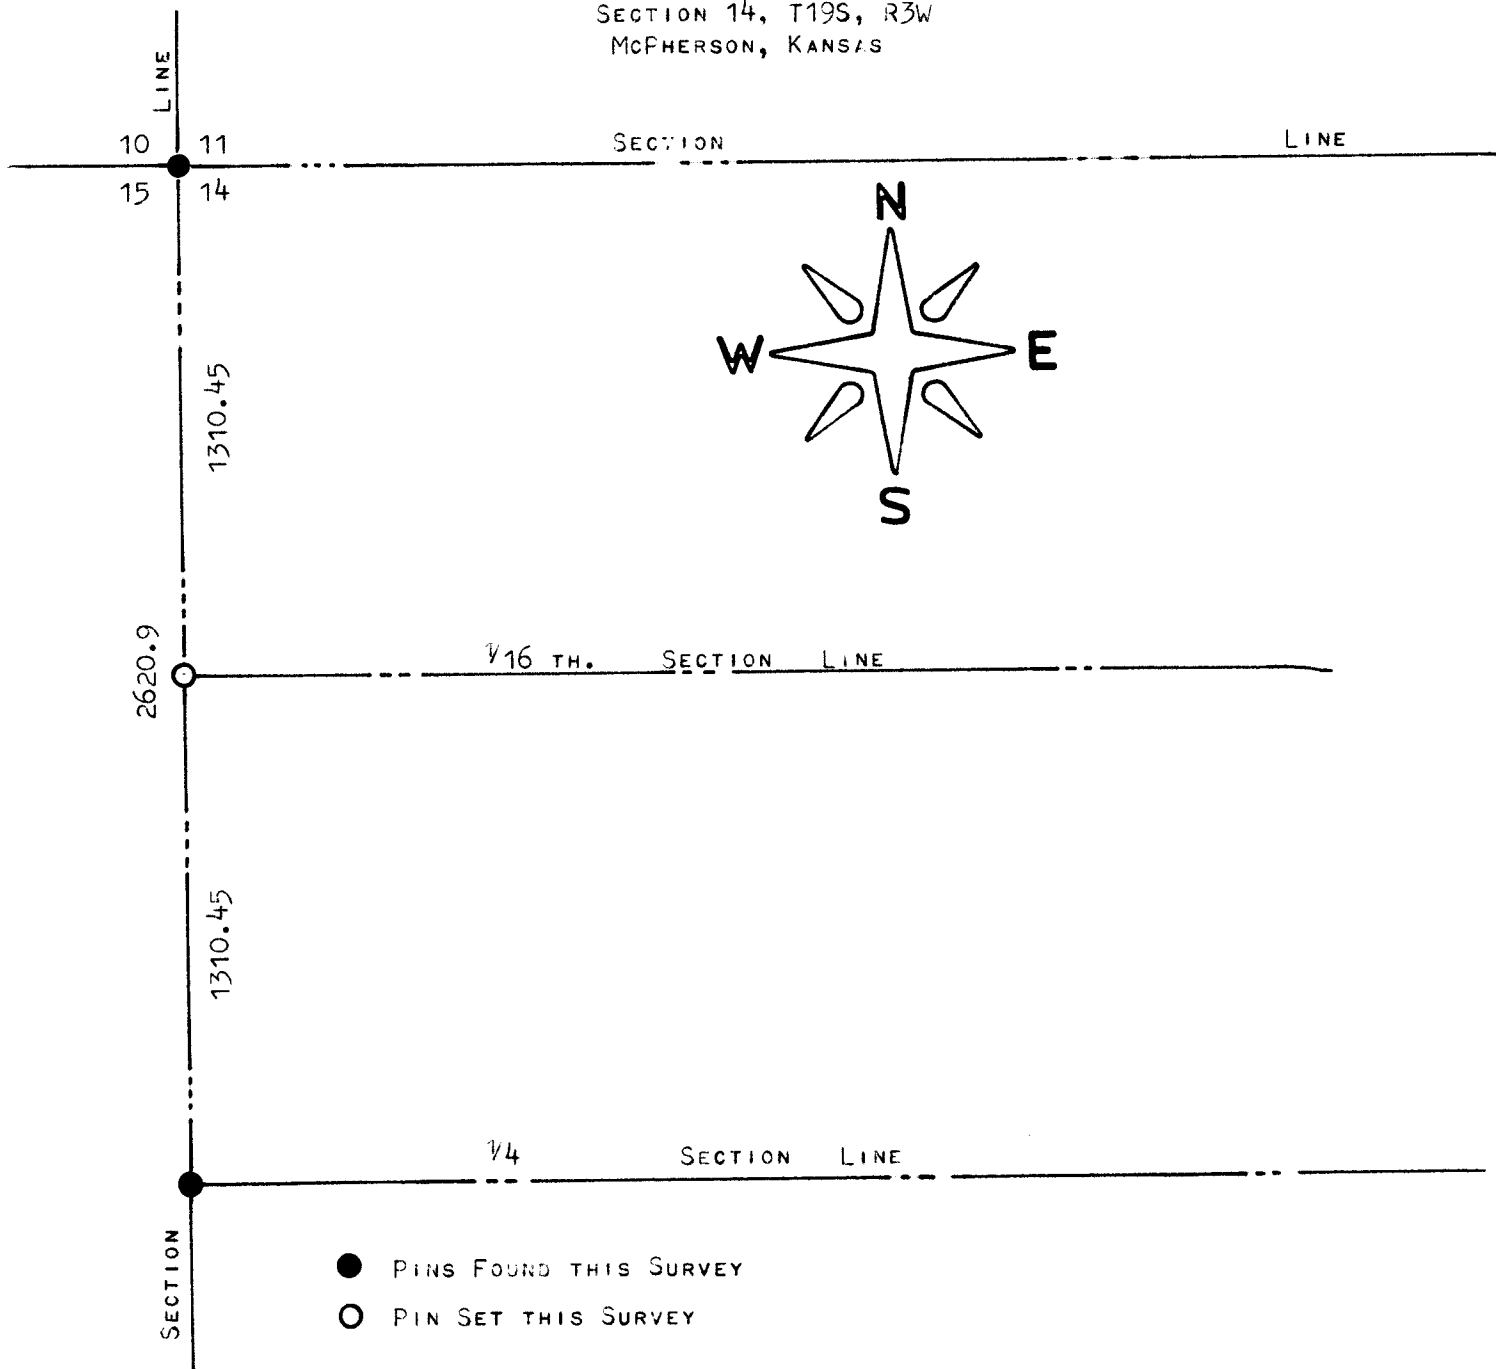 SECTION 14, T19S, R3W
MCPHERSON, KANSAS
LINE
10 11
SECTION LINE
15 14
N
W E
S
1310.45
2620.9
1/16 TH. SECTION LINE
1310.45
1/4 SECTION LINE
SECTION
PINS FOUND THIS SURVEY
PIN SET THIS SURVEY